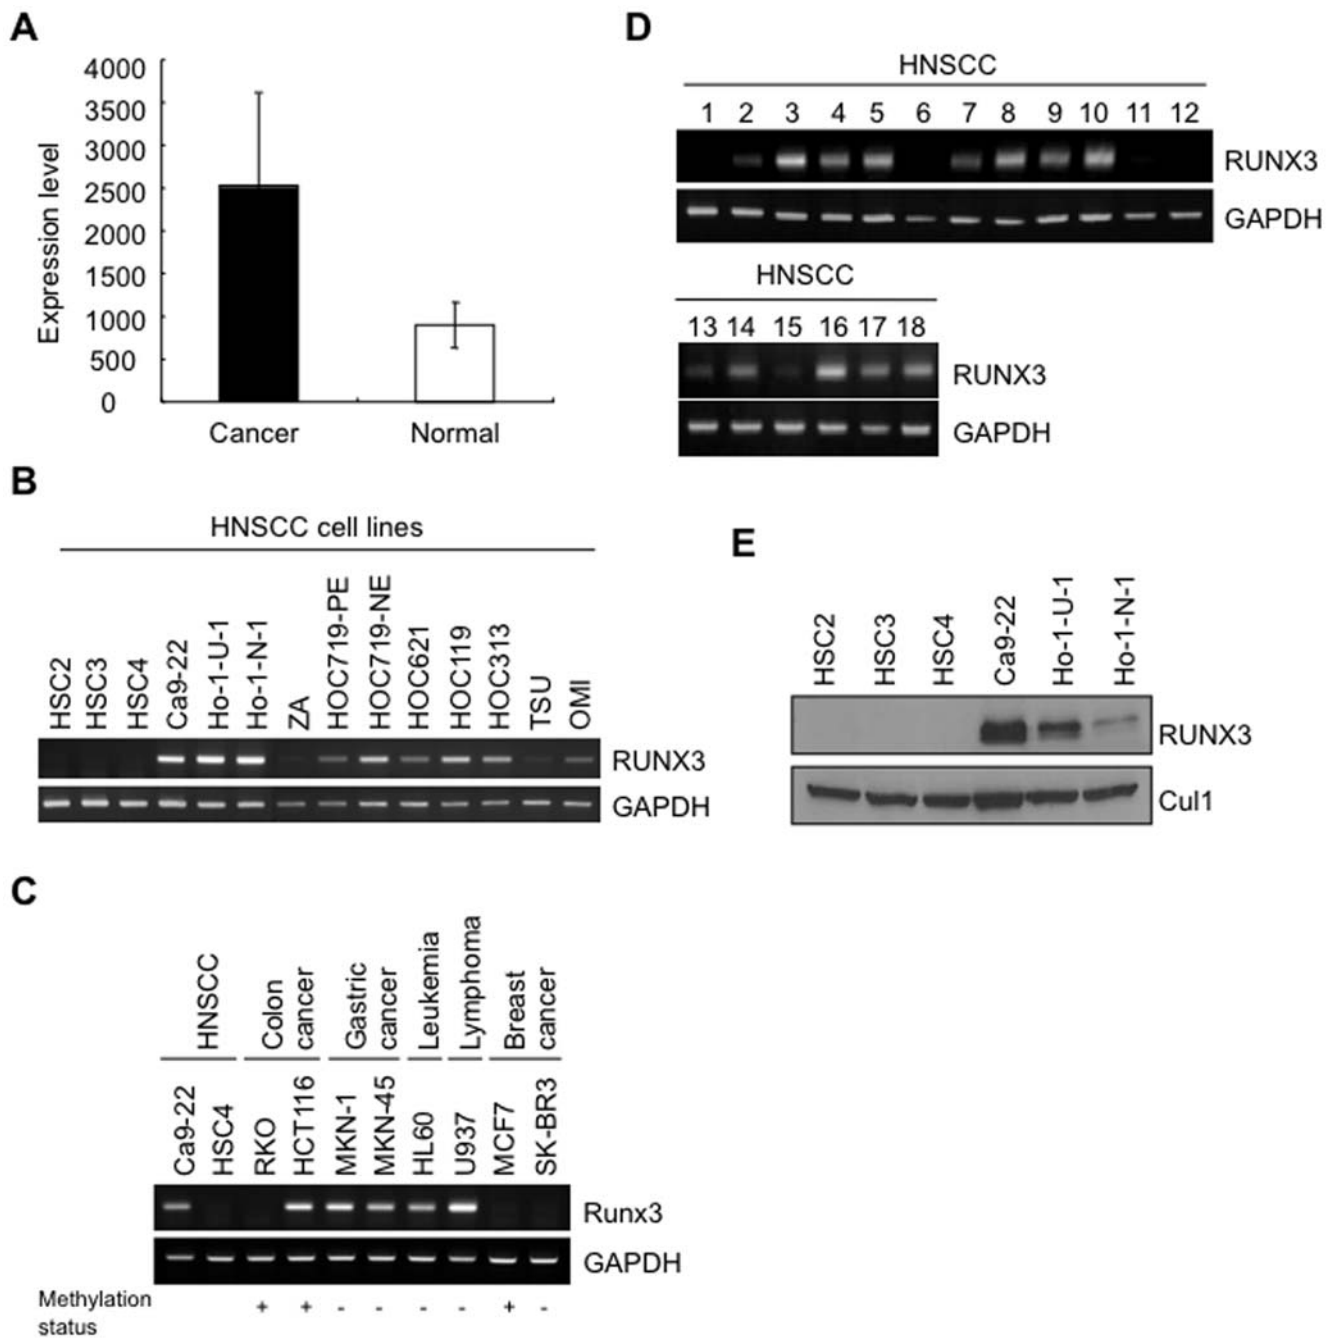 A
4000
3500
3000
2500
2000
1500
1000
500
0
Expression level
Cancer
Normal
B
HNSCC cell lines
HSC2
HSC3
HSC4
Ca9-22
Ho-1-U-1
Ho-1-N-1
ZA
HOC719-PE
HOC719-NE
HOC621
HOC119
HOC313
TSU
OMI
RUNX3
GAPDH
C
HNSCC
Colon
cancer
Gastric
cancer
Leukemia
Lymphoma
Breast
cancer
Ca9-22
HSC4
RKO
HCT116
MKN-1
MKN-45
HL60
U937
MCF7
SK-BR3
Runx3
GAPDH
Methylation
status
+ + - - - - + -
D
HNSCC
1 2 3 4 5 6 7 8 9 10 11 12
RUNX3
GAPDH
HNSCC
13 14 15 16 17 18
RUNX3
GAPDH
E
HSC2
HSC3
HSC4
Ca9-22
Ho-1-U-1
Ho-1-N-1
RUNX3
Cul1